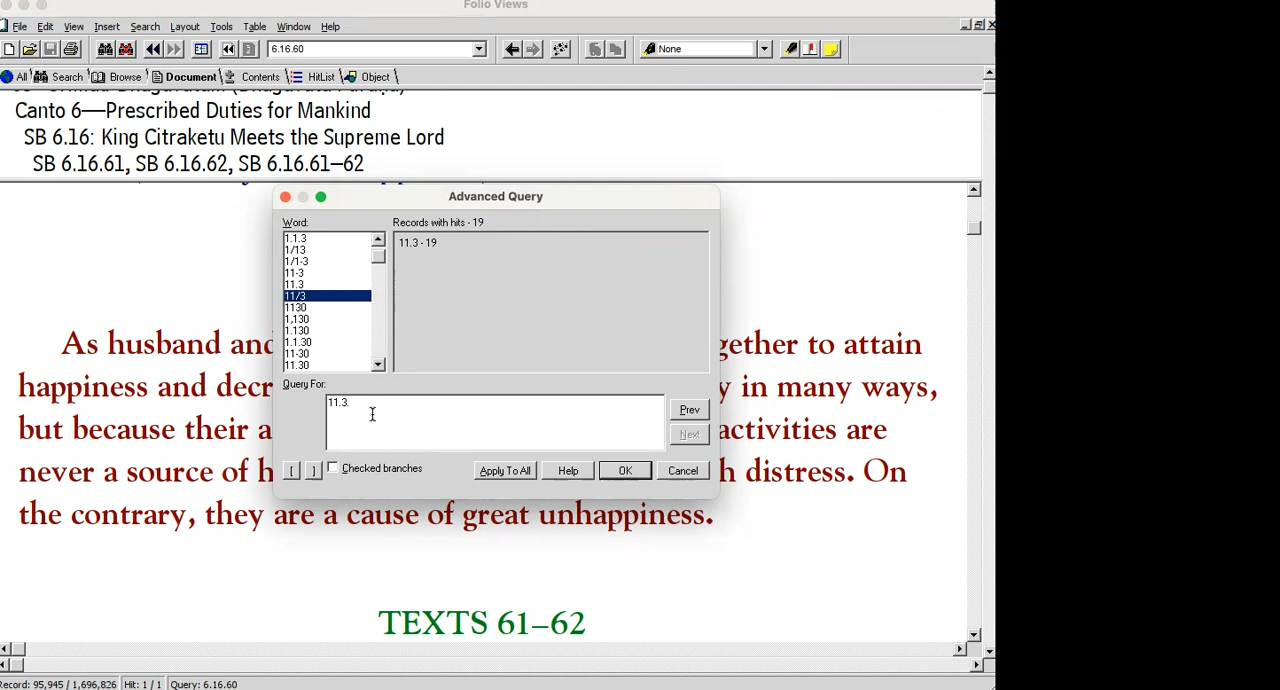 Folio Views
File Edit View Insert Search Layout Tools Table Window Help
6.16.60 None
All Search Browse Document Contents HitList Object
Canto 6—Prescribed Duties for Mankind
SB 6.16: King Citraketu Meets the Supreme Lord
SB 6.16.61, SB 6.16.62, SB 6.16.61–62
Advanced Query
Word: Records with hits - 19
1.1.3
1/13
1/1-3
11-3
11.3
11/3
1130
1,130
1.130
1.1.30
11-30
11.30
11.3 - 19
Query For:
11.3.
Prev
Next
[ ] Checked branches Apply To All Help OK Cancel
As husband and gether to attain
happiness and decr y in many ways,
but because their a activities are
never a source of h h distress. On
the contrary, they are a cause of great unhappiness.
TEXTS 61–62
Record: 95,945 / 1,696,826 Hit: 1 / 1 Query: 6.16.60